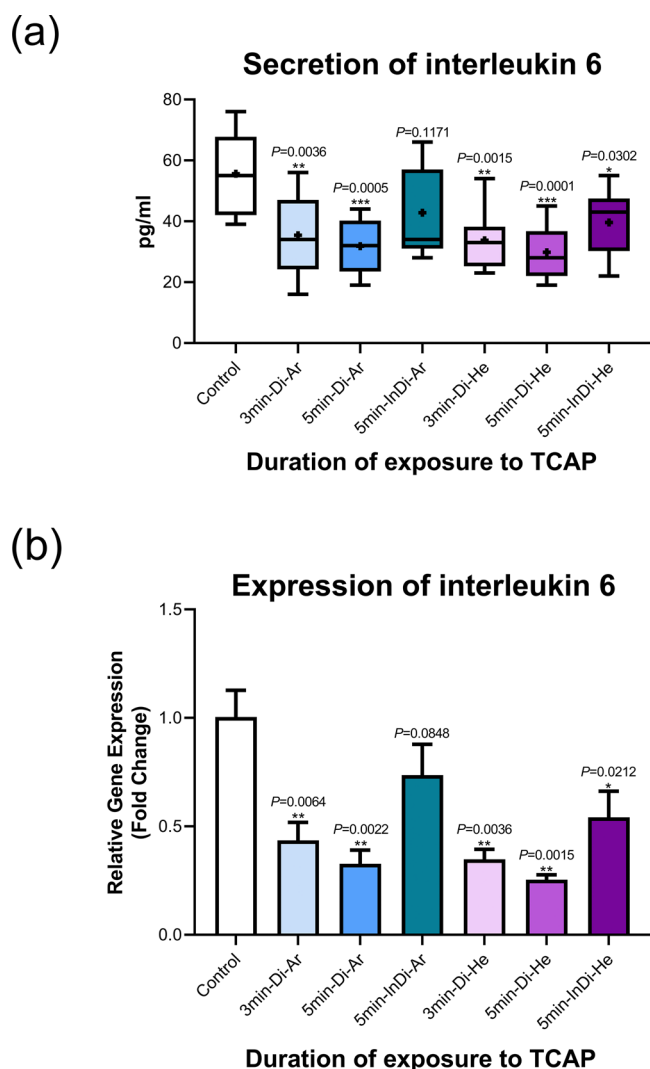 (a)
Secretion of interleukin 6
pg/ml
80
60
40
20
0
P=0.0036
**
P=0.0005
***
P=0.1171
P=0.0015
**
P=0.0001
***
P=0.0302
*
Control
3min-Di-Ar
5min-Di-Ar
5min-InDi-Ar
3min-Di-He
5min-Di-He
5min-InDi-He
Duration of exposure to TCAP
(b)
Expression of interleukin 6
Relative Gene Expression
(Fold Change)
1.5
1.0
0.5
0.0
P=0.0064
**
P=0.0022
**
P=0.0848
P=0.0036
**
P=0.0015
**
P=0.0212
*
Control
3min-Di-Ar
5min-Di-Ar
5min-InDi-Ar
3min-Di-He
5min-Di-He
5min-InDi-He
Duration of exposure to TCAP